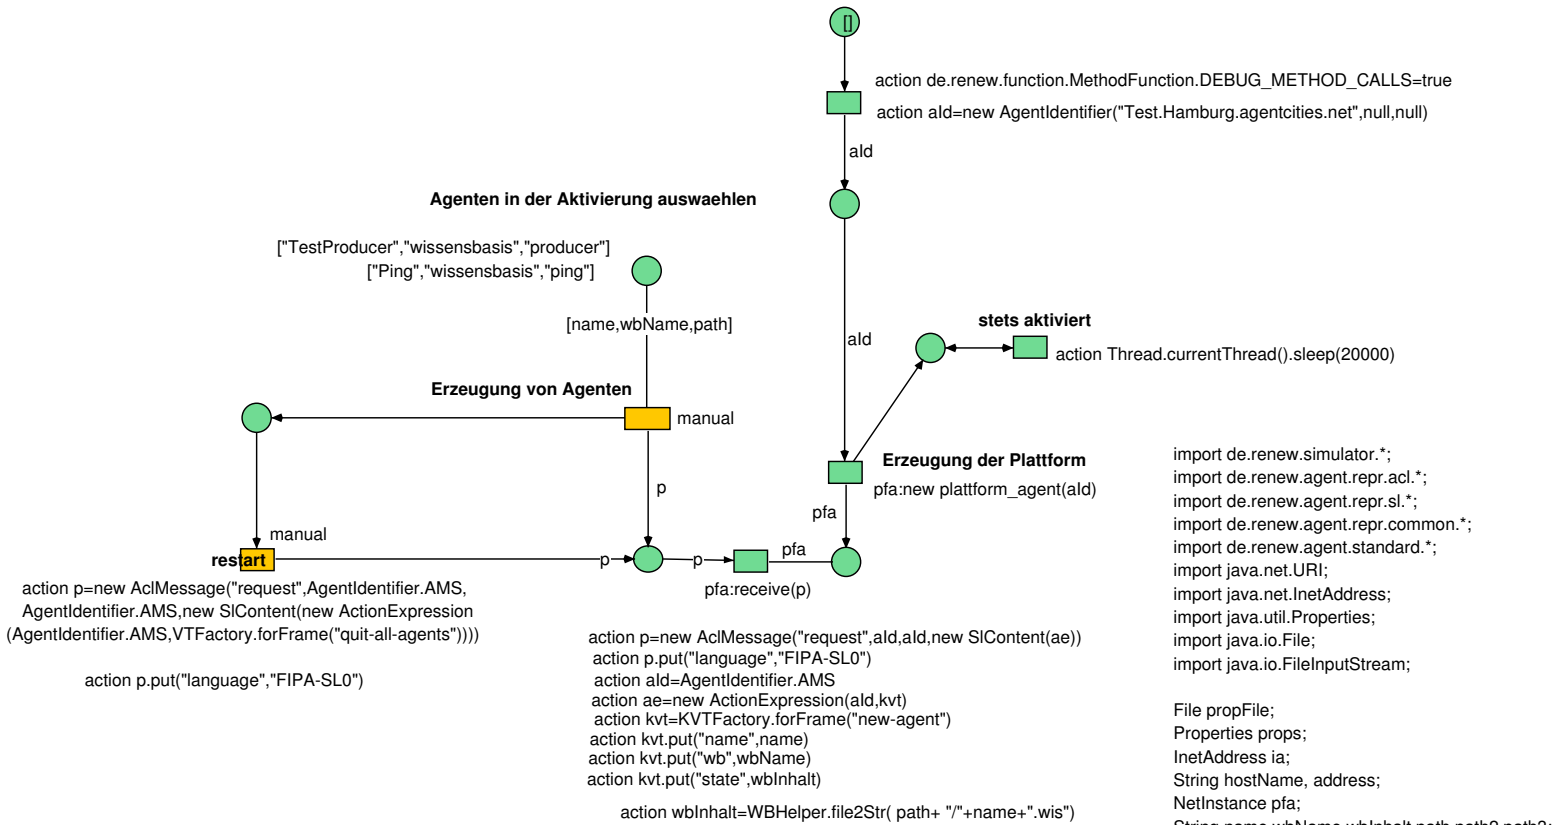 []
action de.renew.function.MethodFunction.DEBUG_METHOD_CALLS=true
action aId=new AgentIdentifier("Test.Hamburg.agentcities.net",null,null)
aId
Agenten in der Aktivierung auswaehlen
["TestProducer","wissensbasis","producer"]
["Ping","wissensbasis","ping"]
[name,wbName,path]
aId
stets aktiviert
action Thread.currentThread().sleep(20000)
Erzeugung von Agenten
manual
Erzeugung der Plattform
pfa:new plattform_agent(aId)
p
pfa
manual
restart
p
p
pfa
pfa:receive(p)
action p=new AclMessage("request",AgentIdentifier.AMS,
AgentIdentifier.AMS,new SlContent(new ActionExpression
(AgentIdentifier.AMS,VTFactory.forFrame("quit-all-agents"))))
action p.put("language","FIPA-SL0")
action p=new AclMessage("request",aId,aId,new SlContent(ae))
action p.put("language","FIPA-SL0")
action aId=AgentIdentifier.AMS
action ae=new ActionExpression(aId,kvt)
action kvt=KVTFactory.forFrame("new-agent")
action kvt.put("name",name)
action kvt.put("wb",wbName)
action kvt.put("state",wbInhalt)
action wbInhalt=WBHelper.file2Str( path+ "/"+name+".wis")
import de.renew.simulator.*;
import de.renew.agent.repr.acl.*;
import de.renew.agent.repr.sl.*;
import de.renew.agent.repr.common.*;
import de.renew.agent.standard.*;
import java.net.URI;
import java.net.InetAddress;
import java.util.Properties;
import java.io.File;
import java.io.FileInputStream;
File propFile;
Properties props;
InetAddress ia;
String hostName, address;
NetInstance pfa;
String name,wbName,wbInhalt,path,path2,path3;